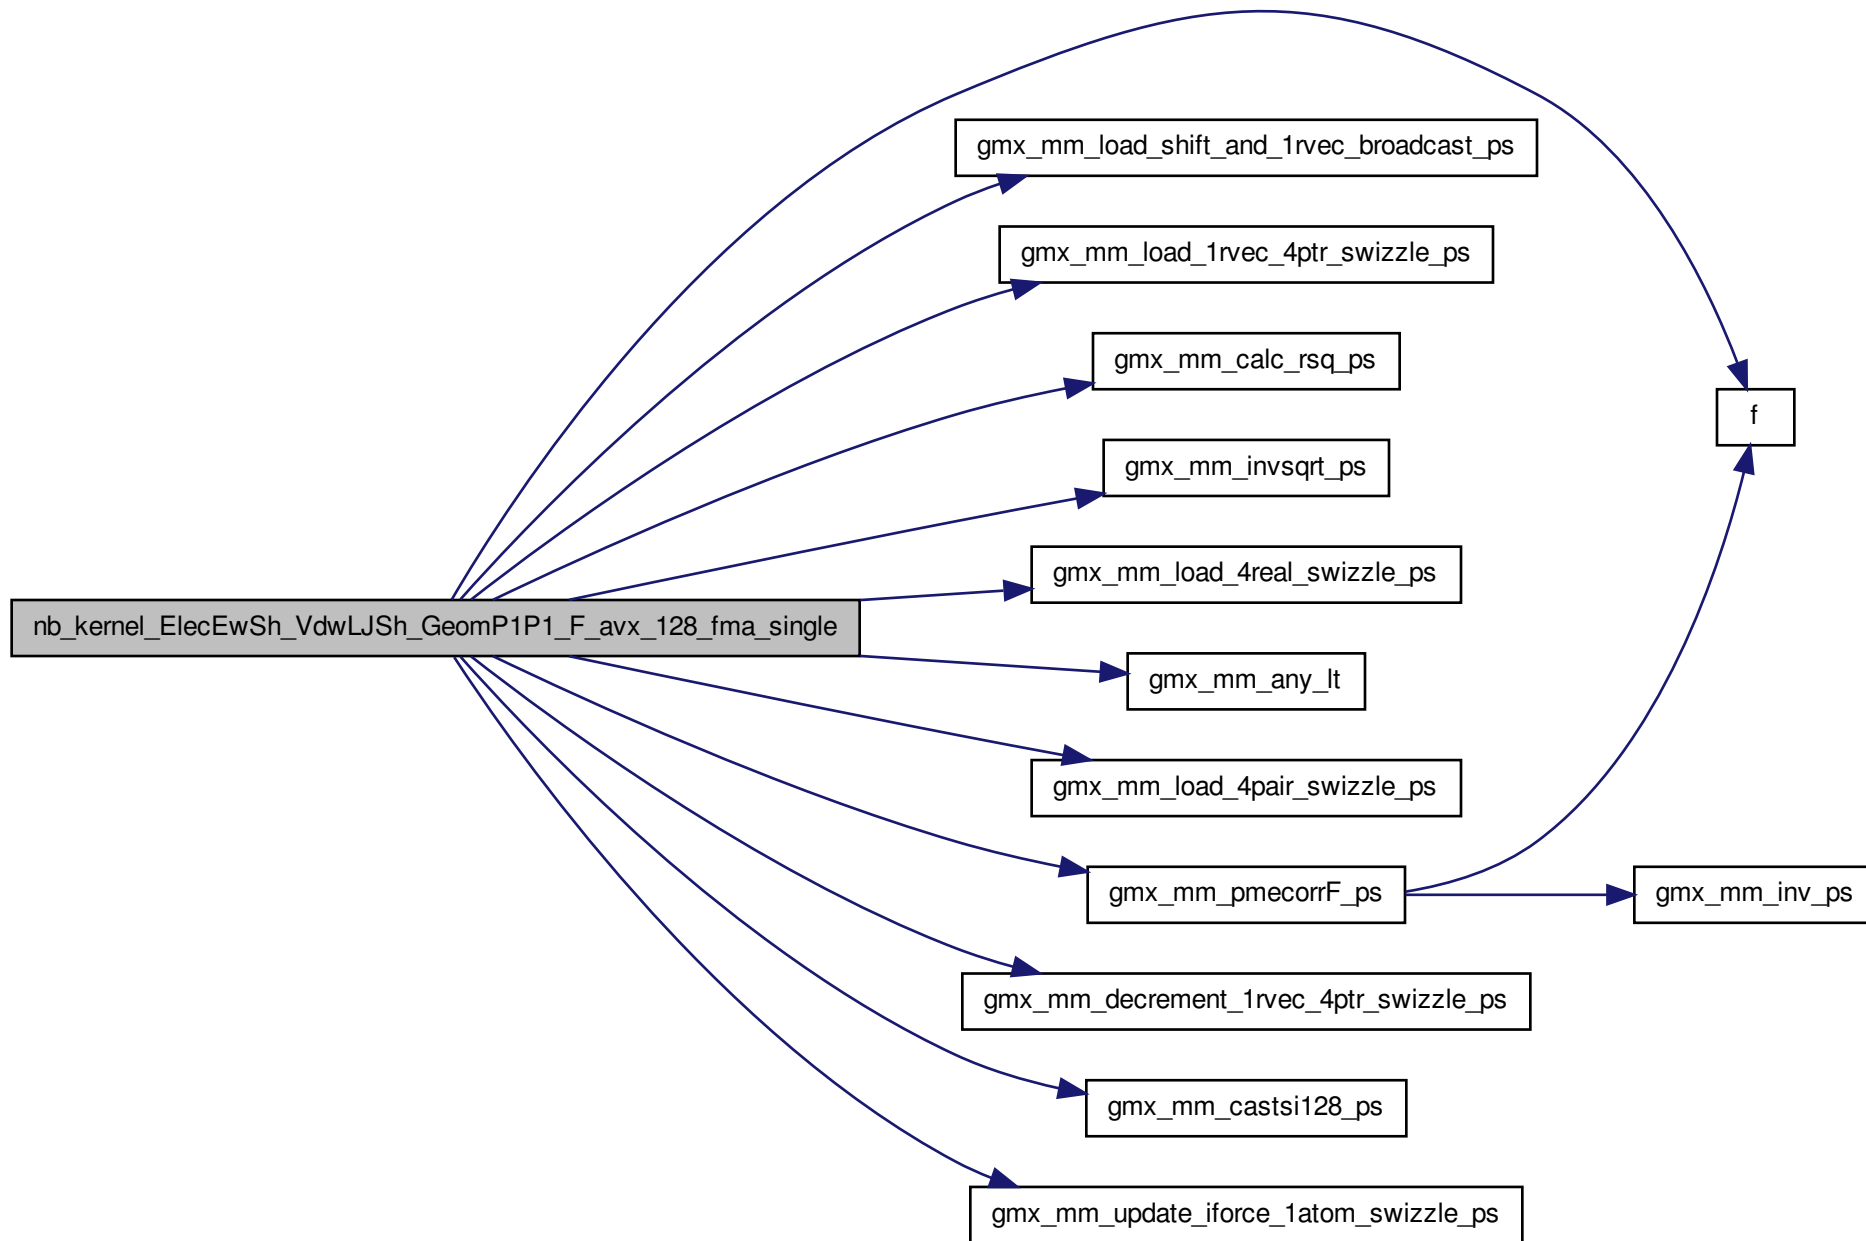 gmx_mm_load_shift_and_1rvec_broadcast_ps
gmx_mm_load_1rvec_4ptr_swizzle_ps
gmx_mm_calc_rsq_ps
f
gmx_mm_invsqrt_ps
gmx_mm_load_4real_swizzle_ps
nb_kernel_ElecEwSh_VdwLJSh_GeomP1P1_F_avx_128_fma_single
gmx_mm_any_lt
gmx_mm_load_4pair_swizzle_ps
gmx_mm_pmecorrF_ps
gmx_mm_inv_ps
gmx_mm_decrement_1rvec_4ptr_swizzle_ps
gmx_mm_castsi128_ps
gmx_mm_update_iforce_1atom_swizzle_ps